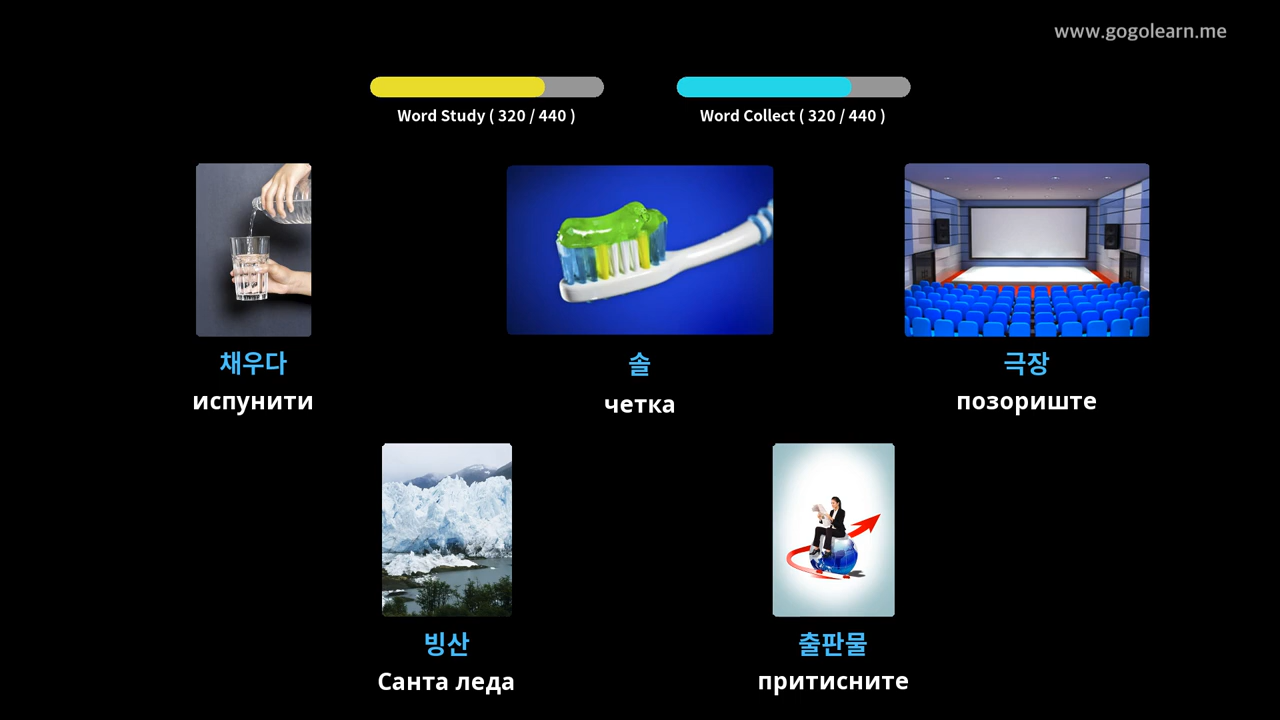 www.gogolearn.me
Word Study ( 320 / 440 )
Word Collect ( 320 / 440 )
채우다
испунити
솔
четка
극장
позориште
빙산
Санта леда
출판물
притисните